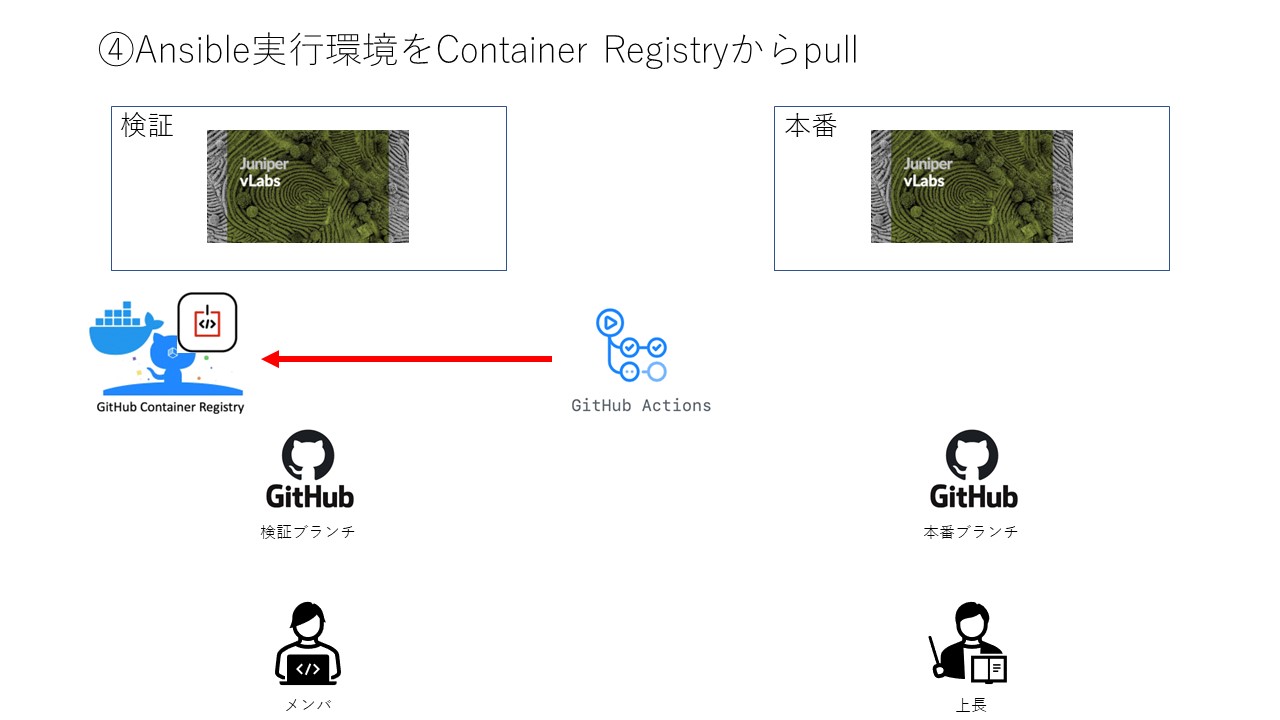 ④Ansible実行環境をContainer Registryからpull
検証
Juniper
vLabs
本番
Juniper
vLabs
GitHub Container Registry
GitHub Actions
GitHub
検証ブランチ
GitHub
本番ブランチ
メンバ
上長